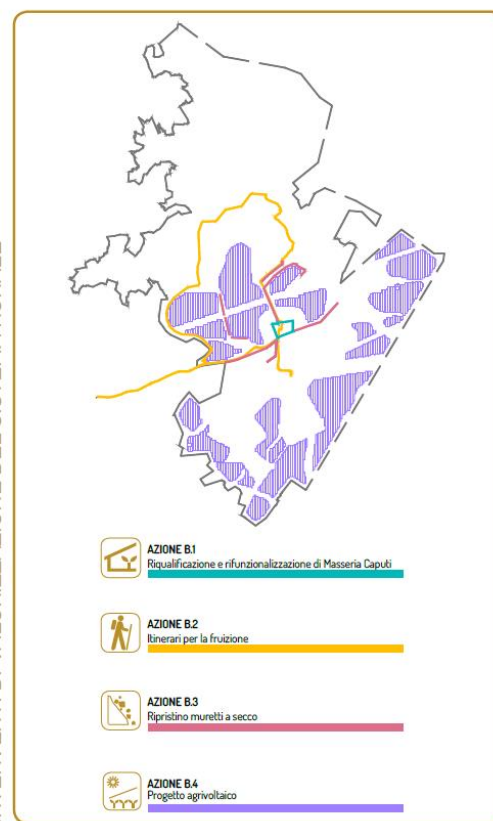 AZIONE B.1
Riqualificazione e rifunzionalizzazione di Masseria Caputi
AZIONE B.2
Itinerari per la fruizione
AZIONE B.3
Ripristino muretti a secco
AZIONE B.4
Progetto agrivoltaico